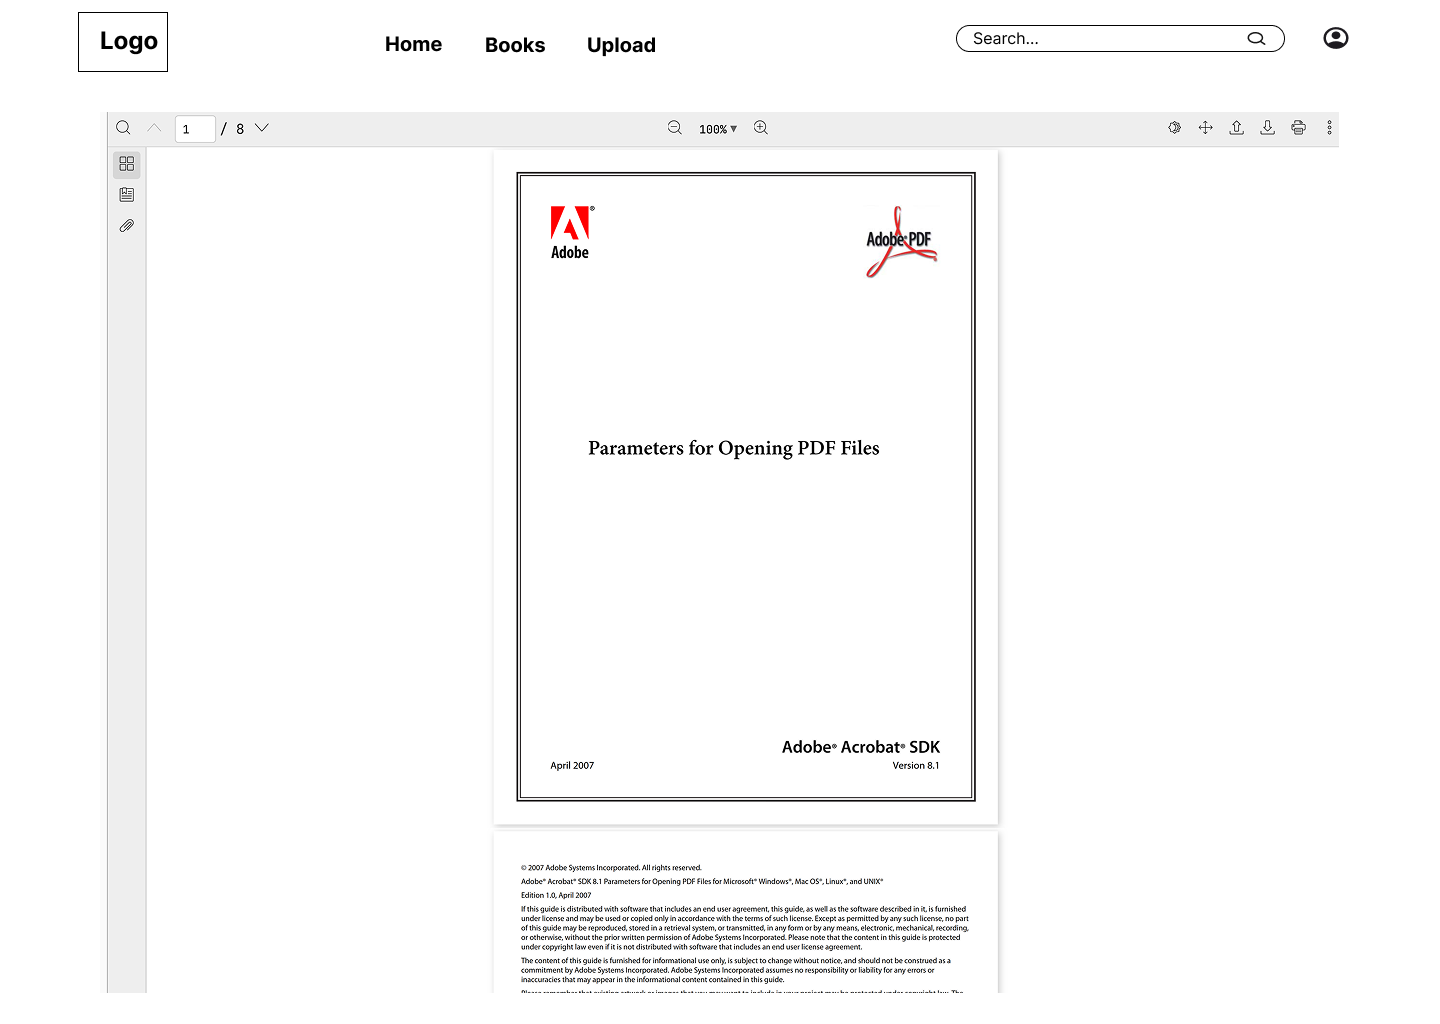 Logo
Home Books Upload
Search...
1 / 8
100%
Adobe®
Adobe® PDF
Parameters for Opening PDF Files
Adobe® Acrobat® SDK
April 2007
Version 8.1
© 2007 Adobe Systems Incorporated. All rights reserved.
Adobe® Acrobat® SDK 8.1 Parameters for Opening PDF Files for Microsoft® Windows®, Mac OS®, Linux®, and UNIX®
Edition 1.0, April 2007
If this guide is distributed with software that includes an end user agreement, this guide, as well as the software described in it, is furnished
under license and may be used or copied only in accordance with the terms of such license. Except as permitted by any such license, no part
of this guide may be reproduced, stored in a retrieval system, or transmitted, in any form or by any means, electronic, mechanical, recording,
or otherwise, without the prior written permission of Adobe Systems Incorporated. Please note that the content in this guide is protected
under copyright law even if it is not distributed with software that includes an end user license agreement.
The content of this guide is furnished for informational use only, is subject to change without notice, and should not be construed as a
commitment by Adobe Systems Incorporated. Adobe Systems Incorporated assumes no responsibility or liability for any errors or
inaccuracies that may appear in the informational content contained in this guide.